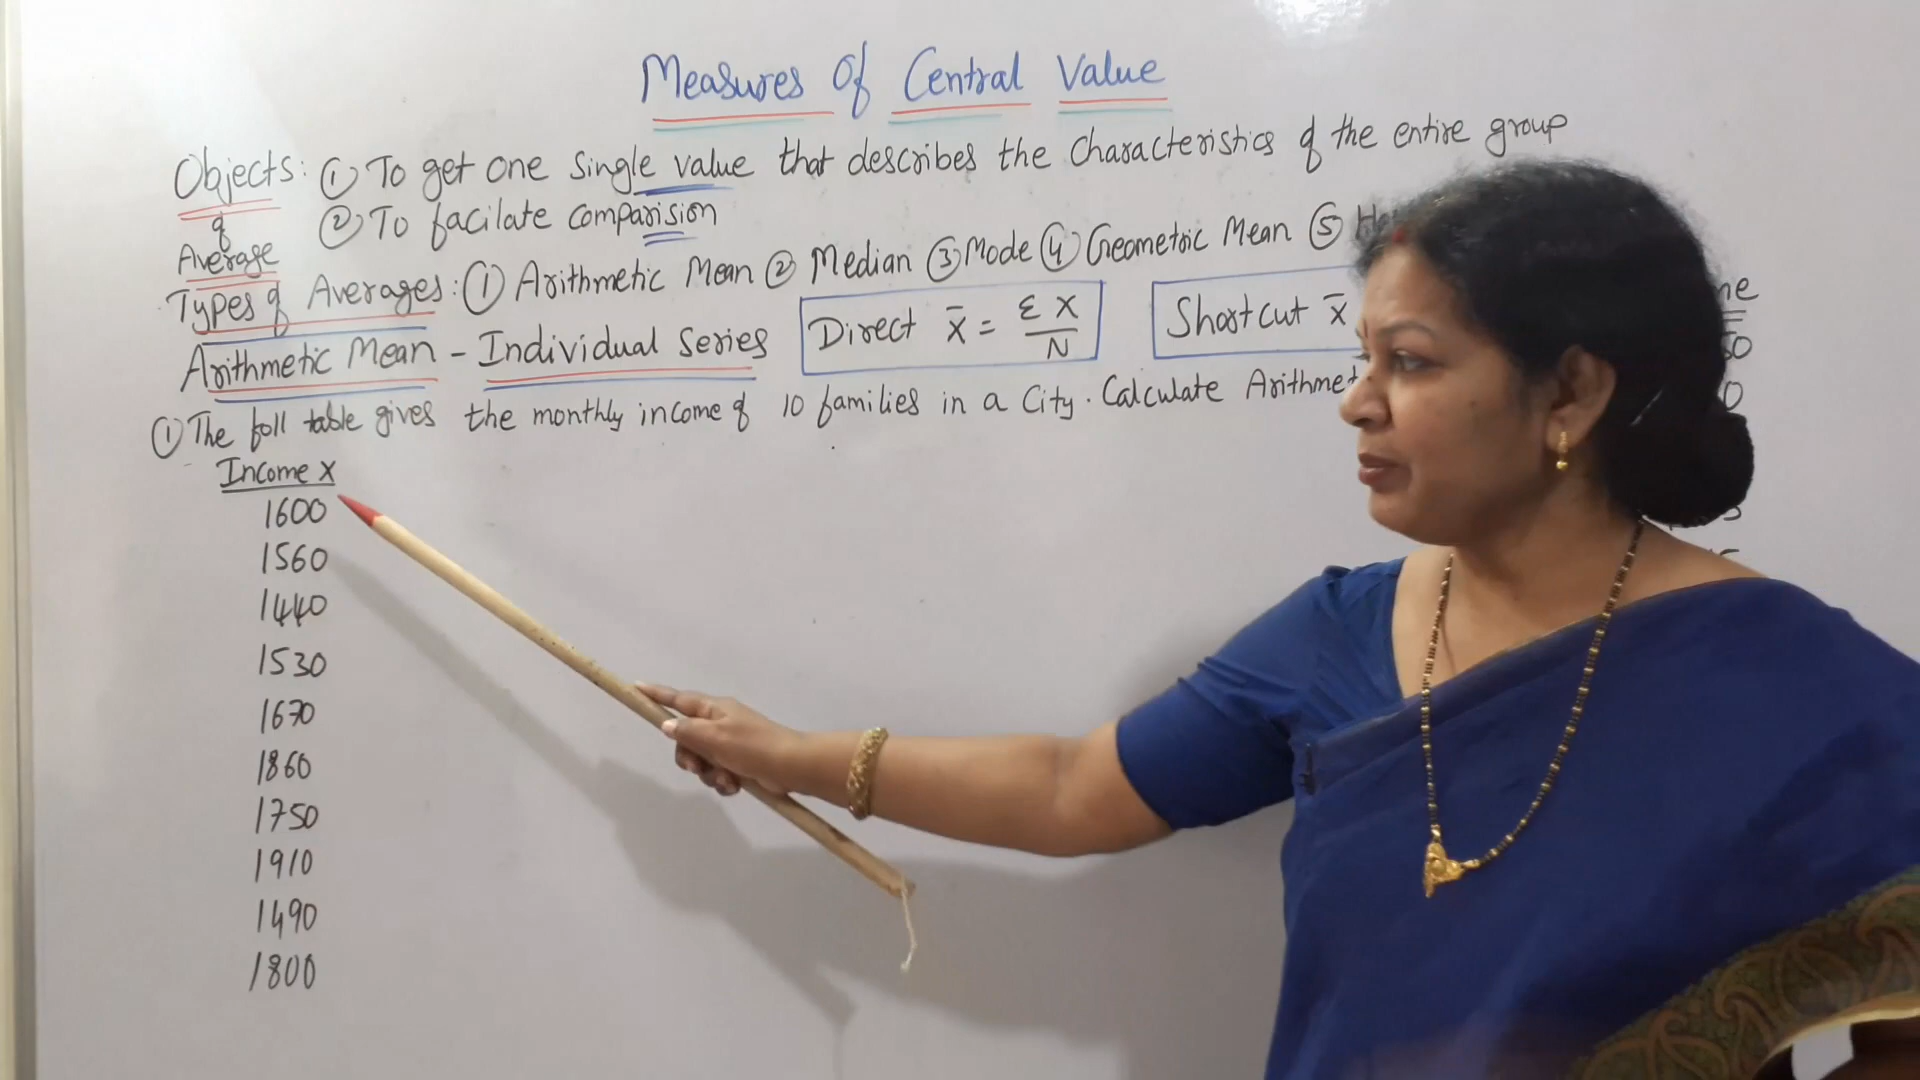 Measures Of Central Value
Objects: ① To get one single value that describes the characteristics of the entire group
of ② To facilate comparision
Average
Types of Averages: ① Arithmetic Mean ② Median ③ Mode ④ Geometric Mean ⑤
Arithmetic Mean - Individual Series Direct x̄ = Σ X / N Shortcut x̄
① The foll table gives the monthly income of 10 families in a City. Calculate
Income X
1600
1560
1440
1530
1670
1860
1750
1910
1490
1800